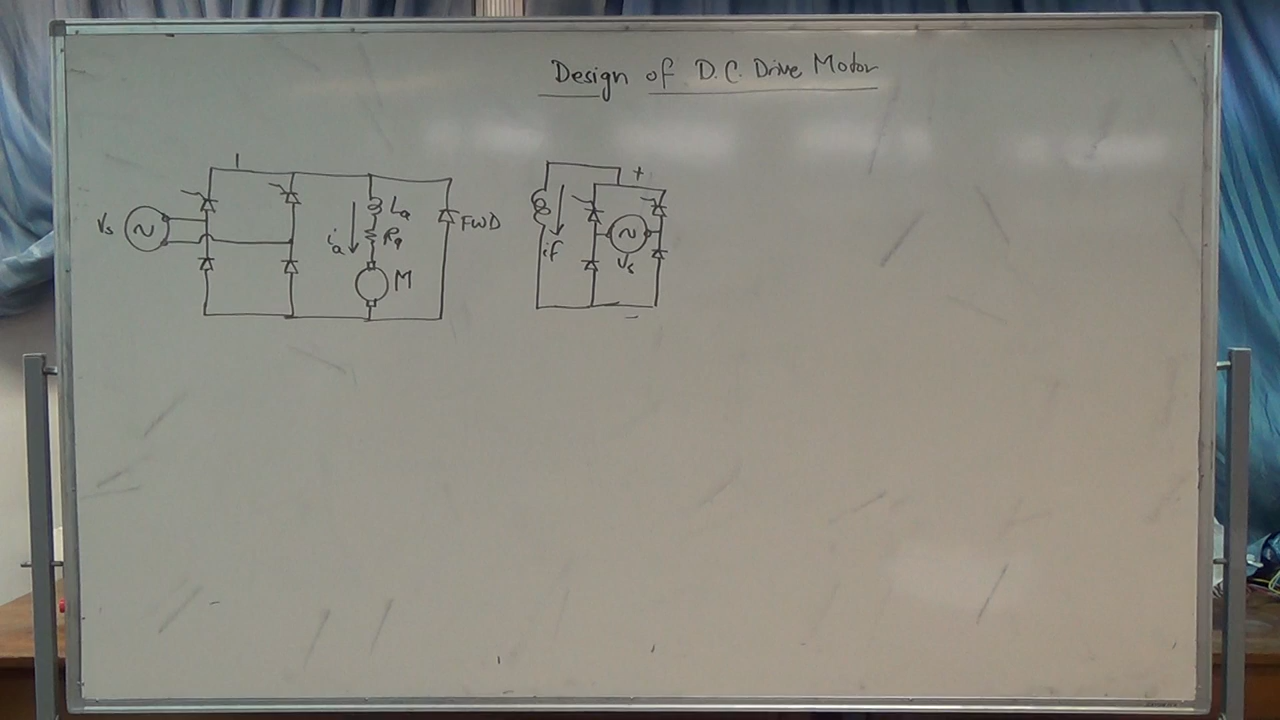 Design of D.C. Drive Motor
Vs
ia
La
Ra
M
FWD
if
+
Vs
-